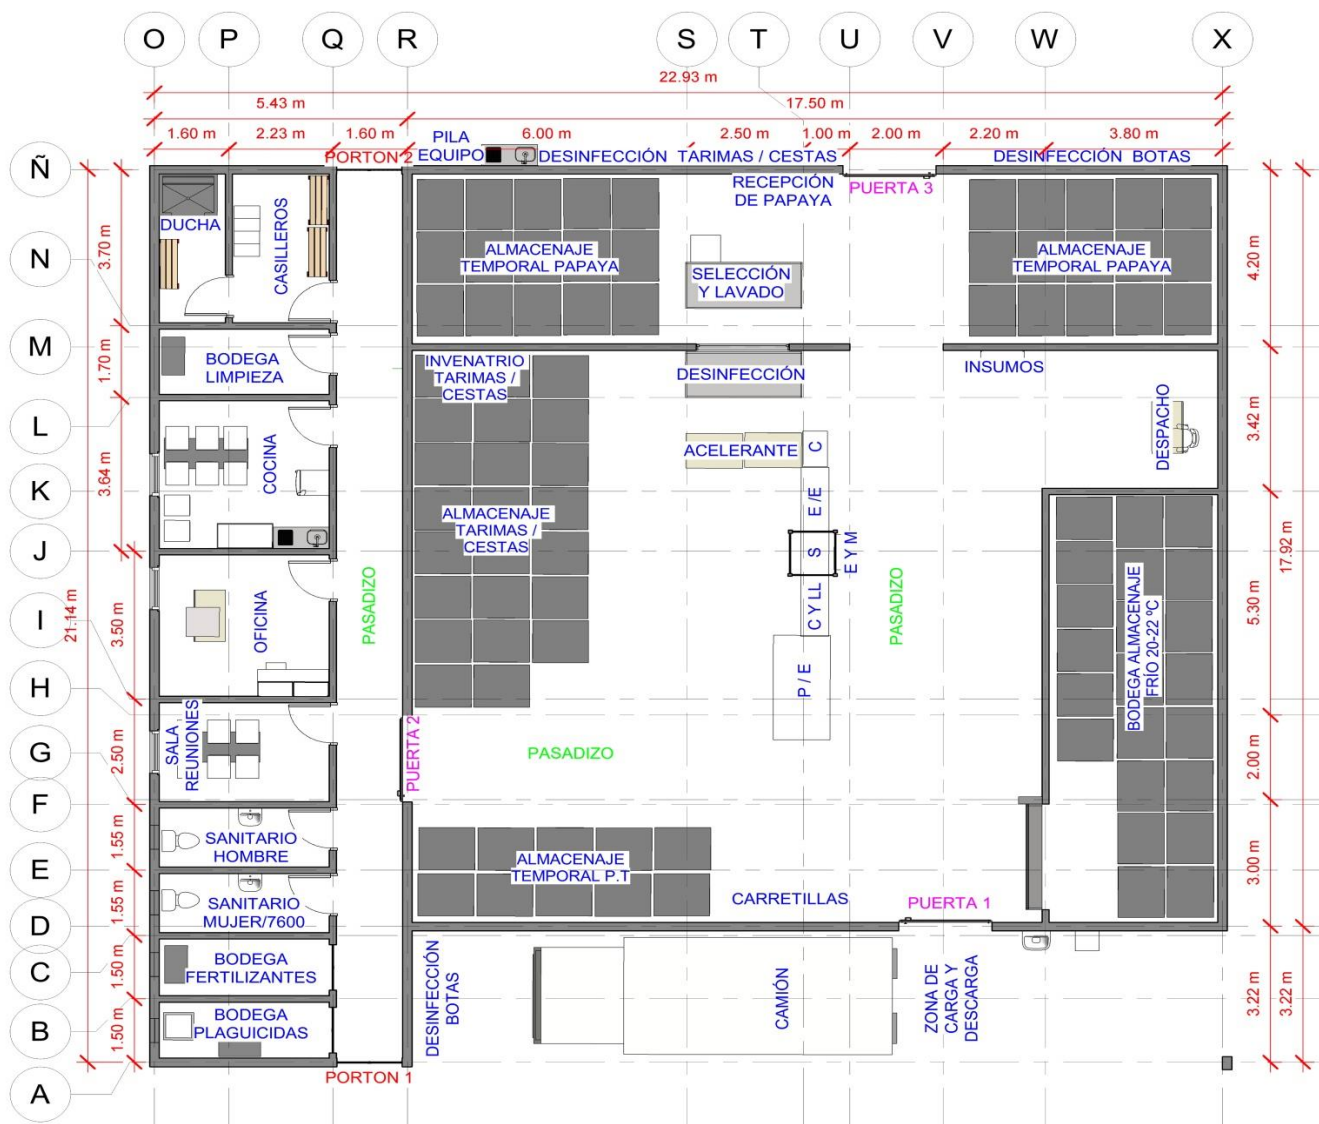 O P Q R S T U V W X
22.93 m
5.43 m 17.50 m
1.60 m 2.23 m 1.60 m 6.00 m 2.50 m 1.00 m 2.00 m 2.20 m 3.80 m
PILA
EQUIPO
PORTON 2
DESINFECCIÓN TARIMAS / CESTAS
DESINFECCIÓN BOTAS
Ñ
N
M
L
K
J
I
H
G
F
E
D
C
B
A
3.70 m
1.70 m
3.64 m
3.50 m
2.50 m
1.55 m
1.55 m
1.50 m
1.50 m
21.14 m
DUCHA
CASILLEROS
BODEGA
LIMPIEZA
COCINA
OFICINA
SALA
REUNIONES
SANITARIO
HOMBRE
SANITARIO
MUJER/7600
BODEGA
FERTILIZANTES
BODEGA
PLAGUICIDAS
PORTON 1
PASADIZO
PUERTA 2
RECEPCIÓN
DE PAPAYA
PUERTA 3
ALMACENAJE
TEMPORAL PAPAYA
SELECCIÓN
Y LAVADO
ALMACENAJE
TEMPORAL PAPAYA
INVENATRIO
TARIMAS /
CESTAS
DESINFECCIÓN
INSUMOS
DESPACHO
ACELERANTE
C
E /E
S
E Y M
C Y LL
P / E
ALMACENAJE
TARIMAS /
CESTAS
PASADIZO
PASADIZO
BODEGA ALMACENAJE
FRÍO 20-22 ºC
ALMACENAJE
TEMPORAL P.T
CARRETILLAS
PUERTA 1
DESINFECCIÓN
BOTAS
CAMIÓN
ZONA DE
CARGA Y
DESCARGA
4.20 m
3.42 m
5.30 m
2.00 m
3.00 m
3.22 m
17.92 m
3.22 m